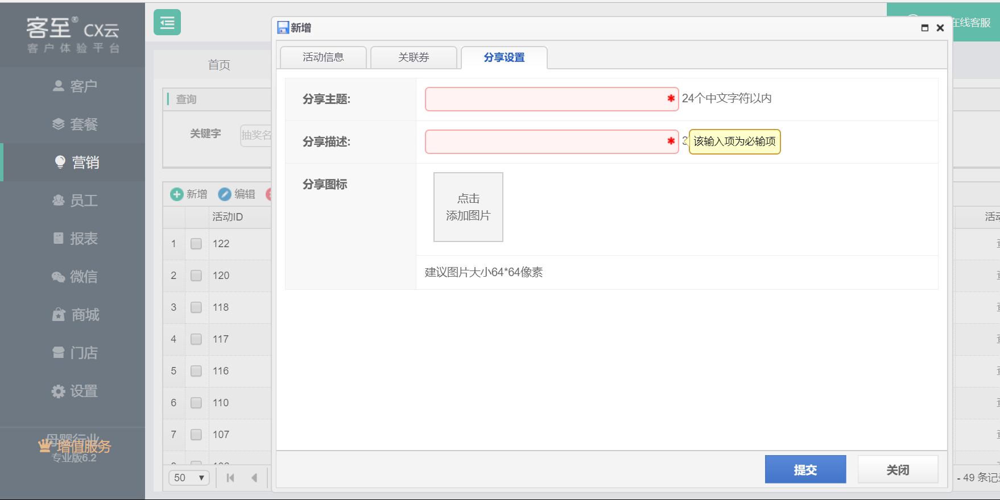 客至® CX云
客户体验平台
客户
套餐
营销
员工
报表
微信
商城
门店
设置
母婴行业
增值服务
专业版6.2
在线客服
首页
查询
关键字
抽奖名
新增
编辑
活动ID
活动
1 122
2 120
3 118
4 117
5 116
6 110
7 107
50
- 49 条记
新增
活动信息
关联券
分享设置
分享主题:
* 24个中文字符以内
分享描述:
* 3
该输入项为必输项
分享图标
点击
添加图片
建议图片大小64*64像素
提交
关闭